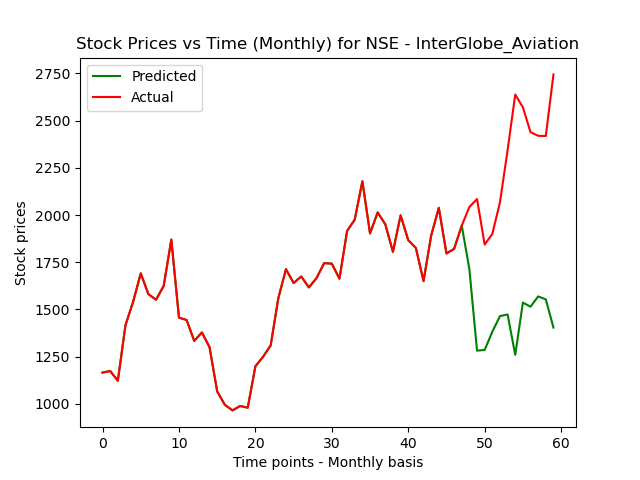 Stock Prices vs Time (Monthly) for NSE - InterGlobe_Aviation
Predicted
Actual
Stock prices
2750
2500
2250
2000
1750
1500
1250
1000
0 10 20 30 40 50 60
Time points - Monthly basis